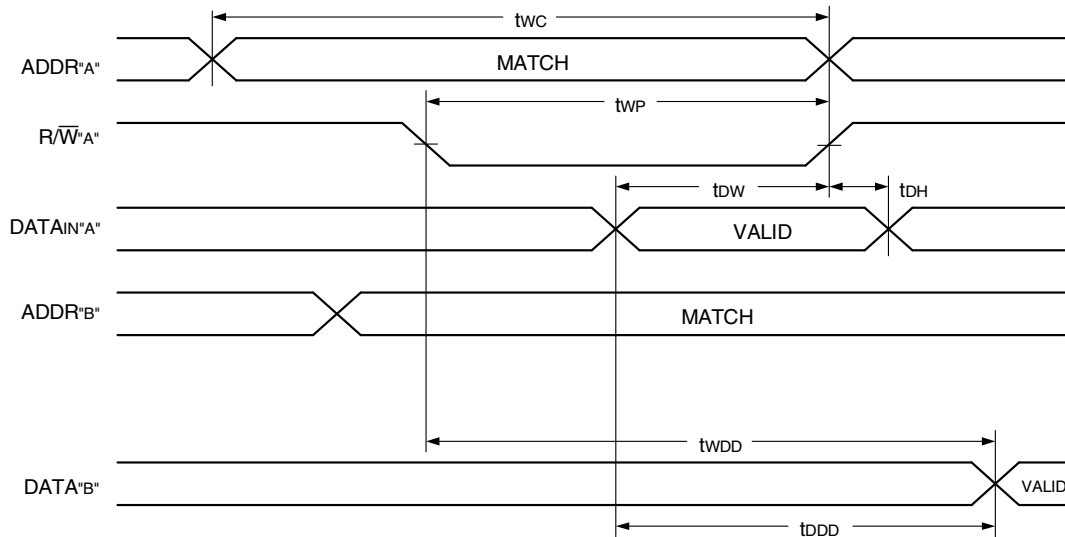 tWC
ADDR"A" MATCH
tWP
R/W̅"A"
tDW tDH
DATAIN"A" VALID
ADDR"B" MATCH
tWDD
DATA"B" VALID
tDDD